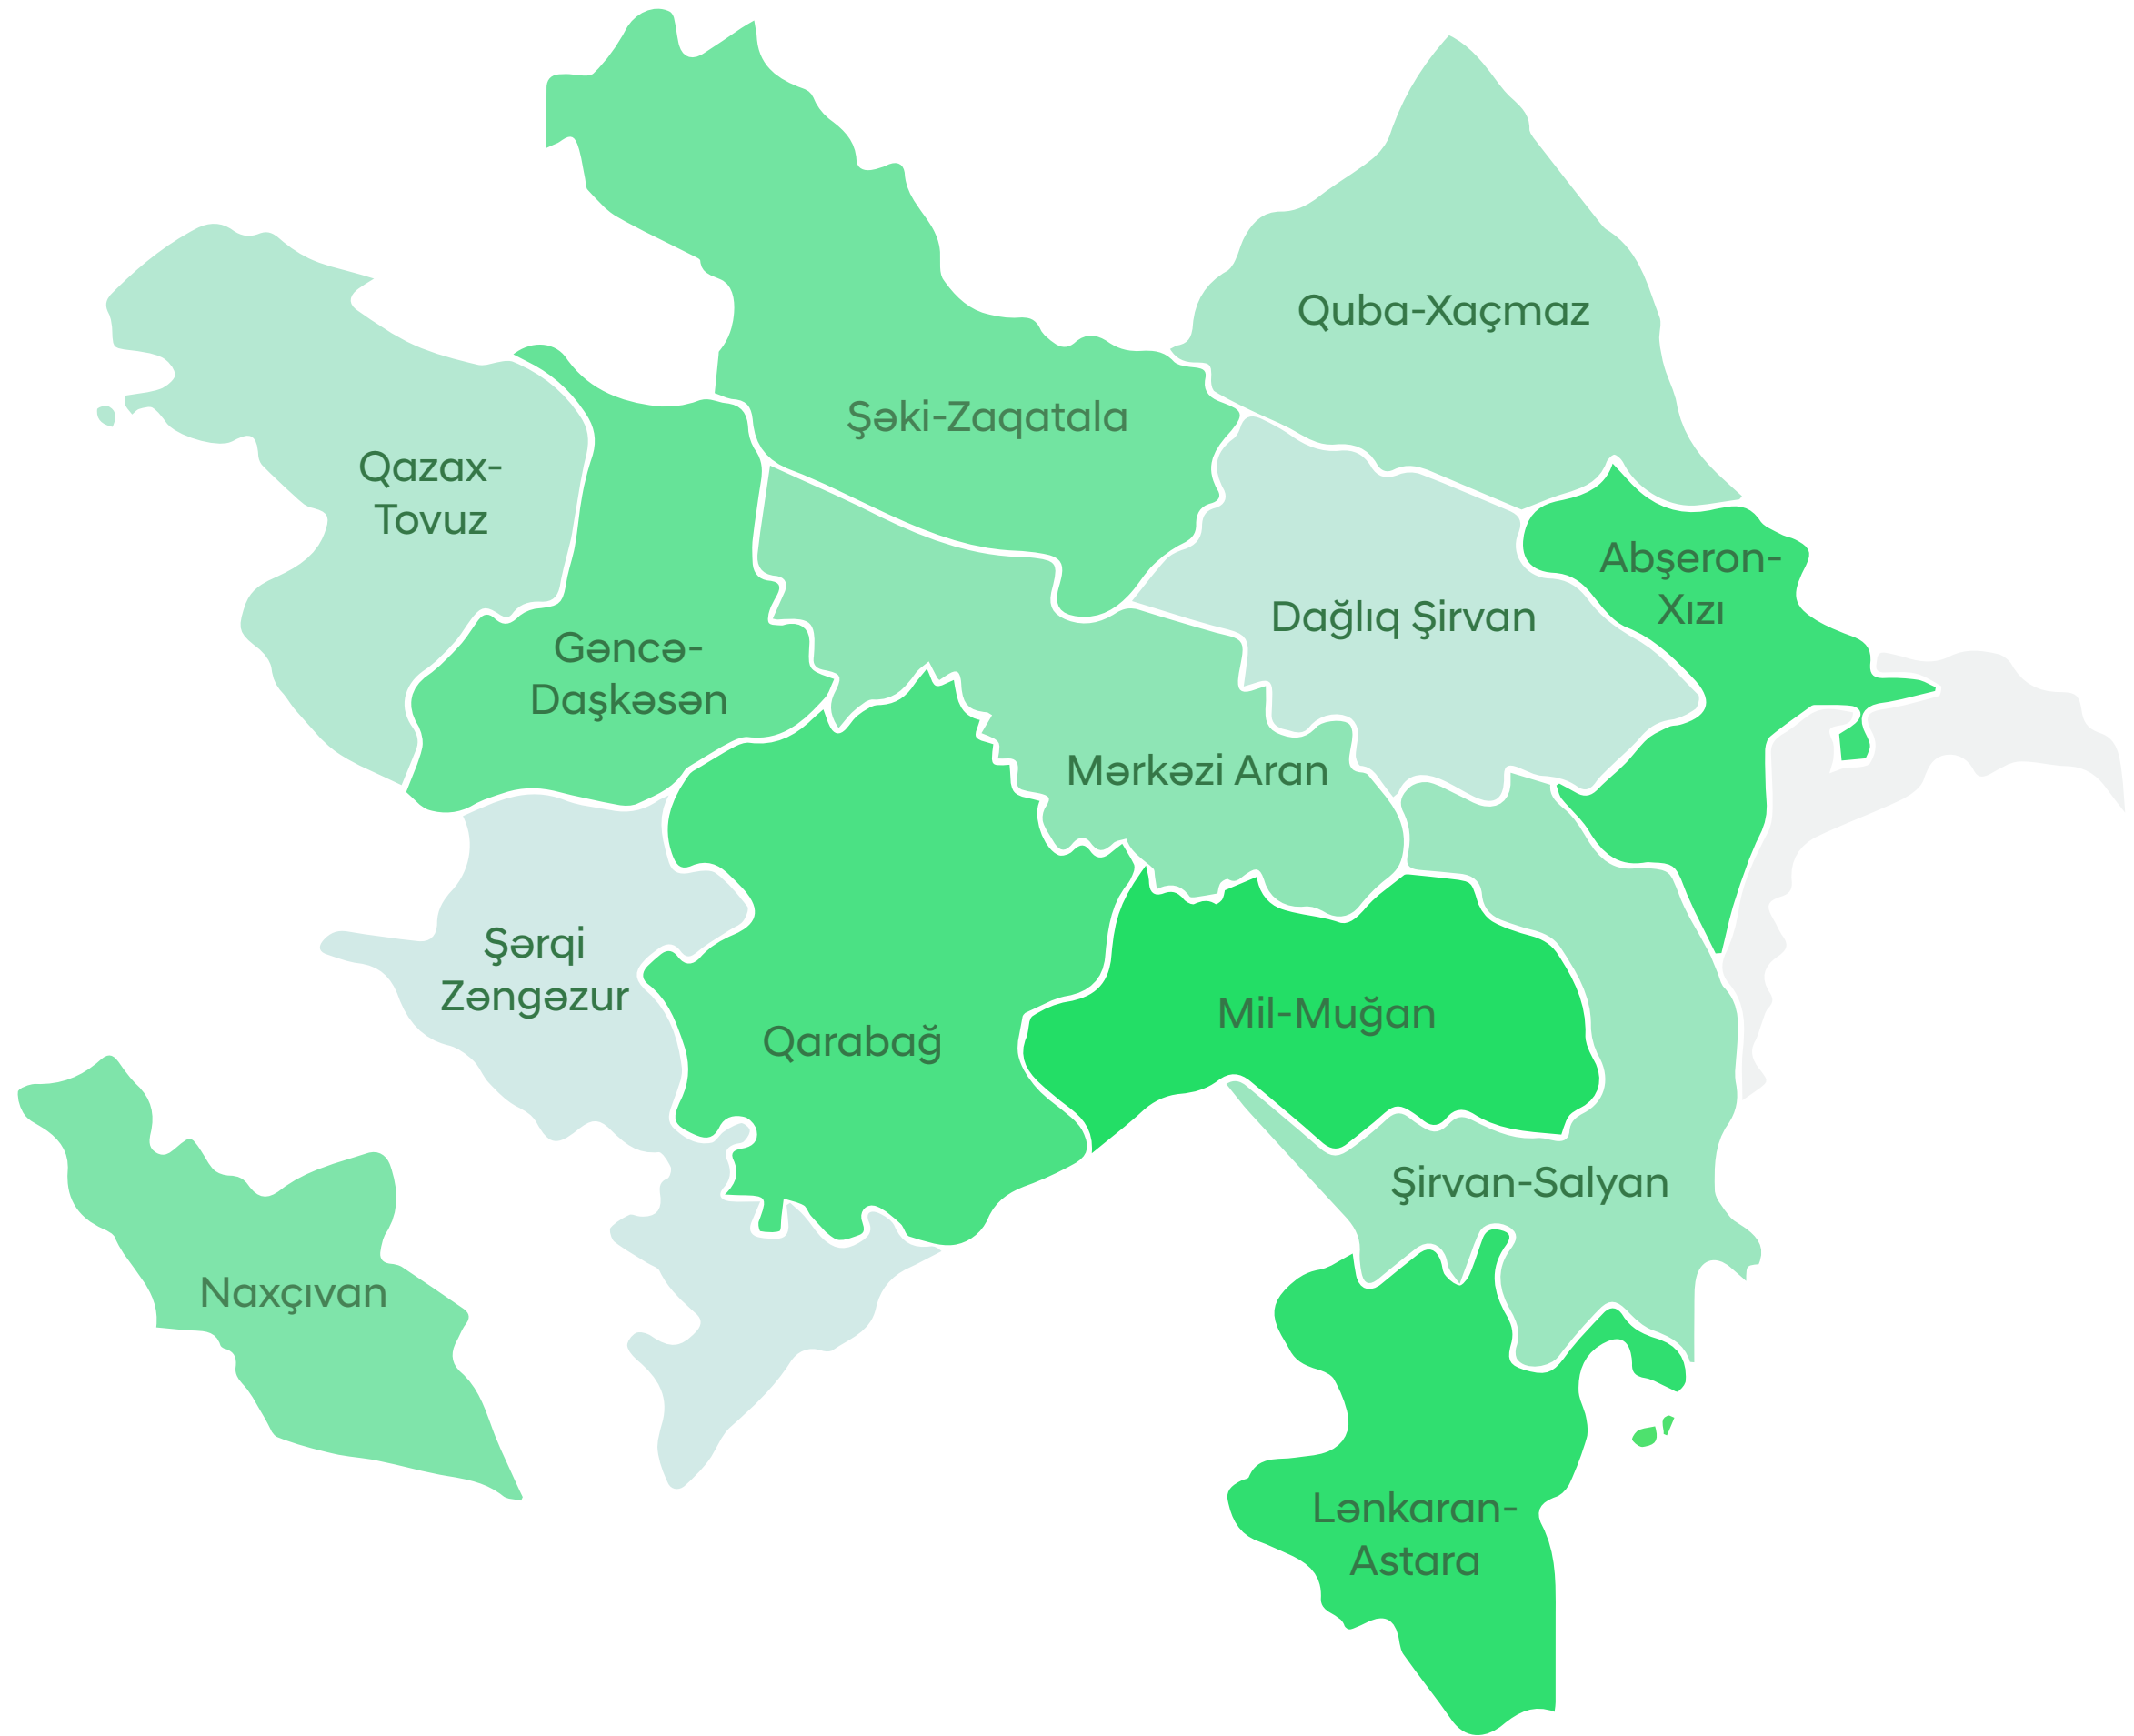 Quba-Xaçmaz
Şəki-Zaqatala
Qazax-
Tovuz
Abşeron-
Xızı
Dağlıq Şirvan
Gəncə-
Daşkəsən
Mərkəzi Aran
Şərqi
Zəngəzur
Mil-Muğan
Qarabağ
Şirvan-Salyan
Naxçıvan
Lənkaran-
Astara